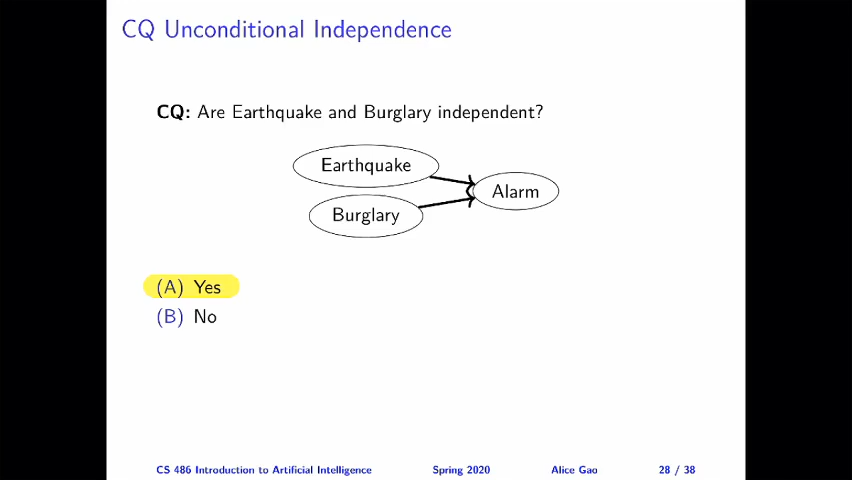 CQ Unconditional Independence
CQ: Are Earthquake and Burglary independent?
Earthquake
Alarm
Burglary
(A) Yes
(B) No
CS 486 Introduction to Artificial Intelligence Spring 2020 Alice Gao 28 / 38